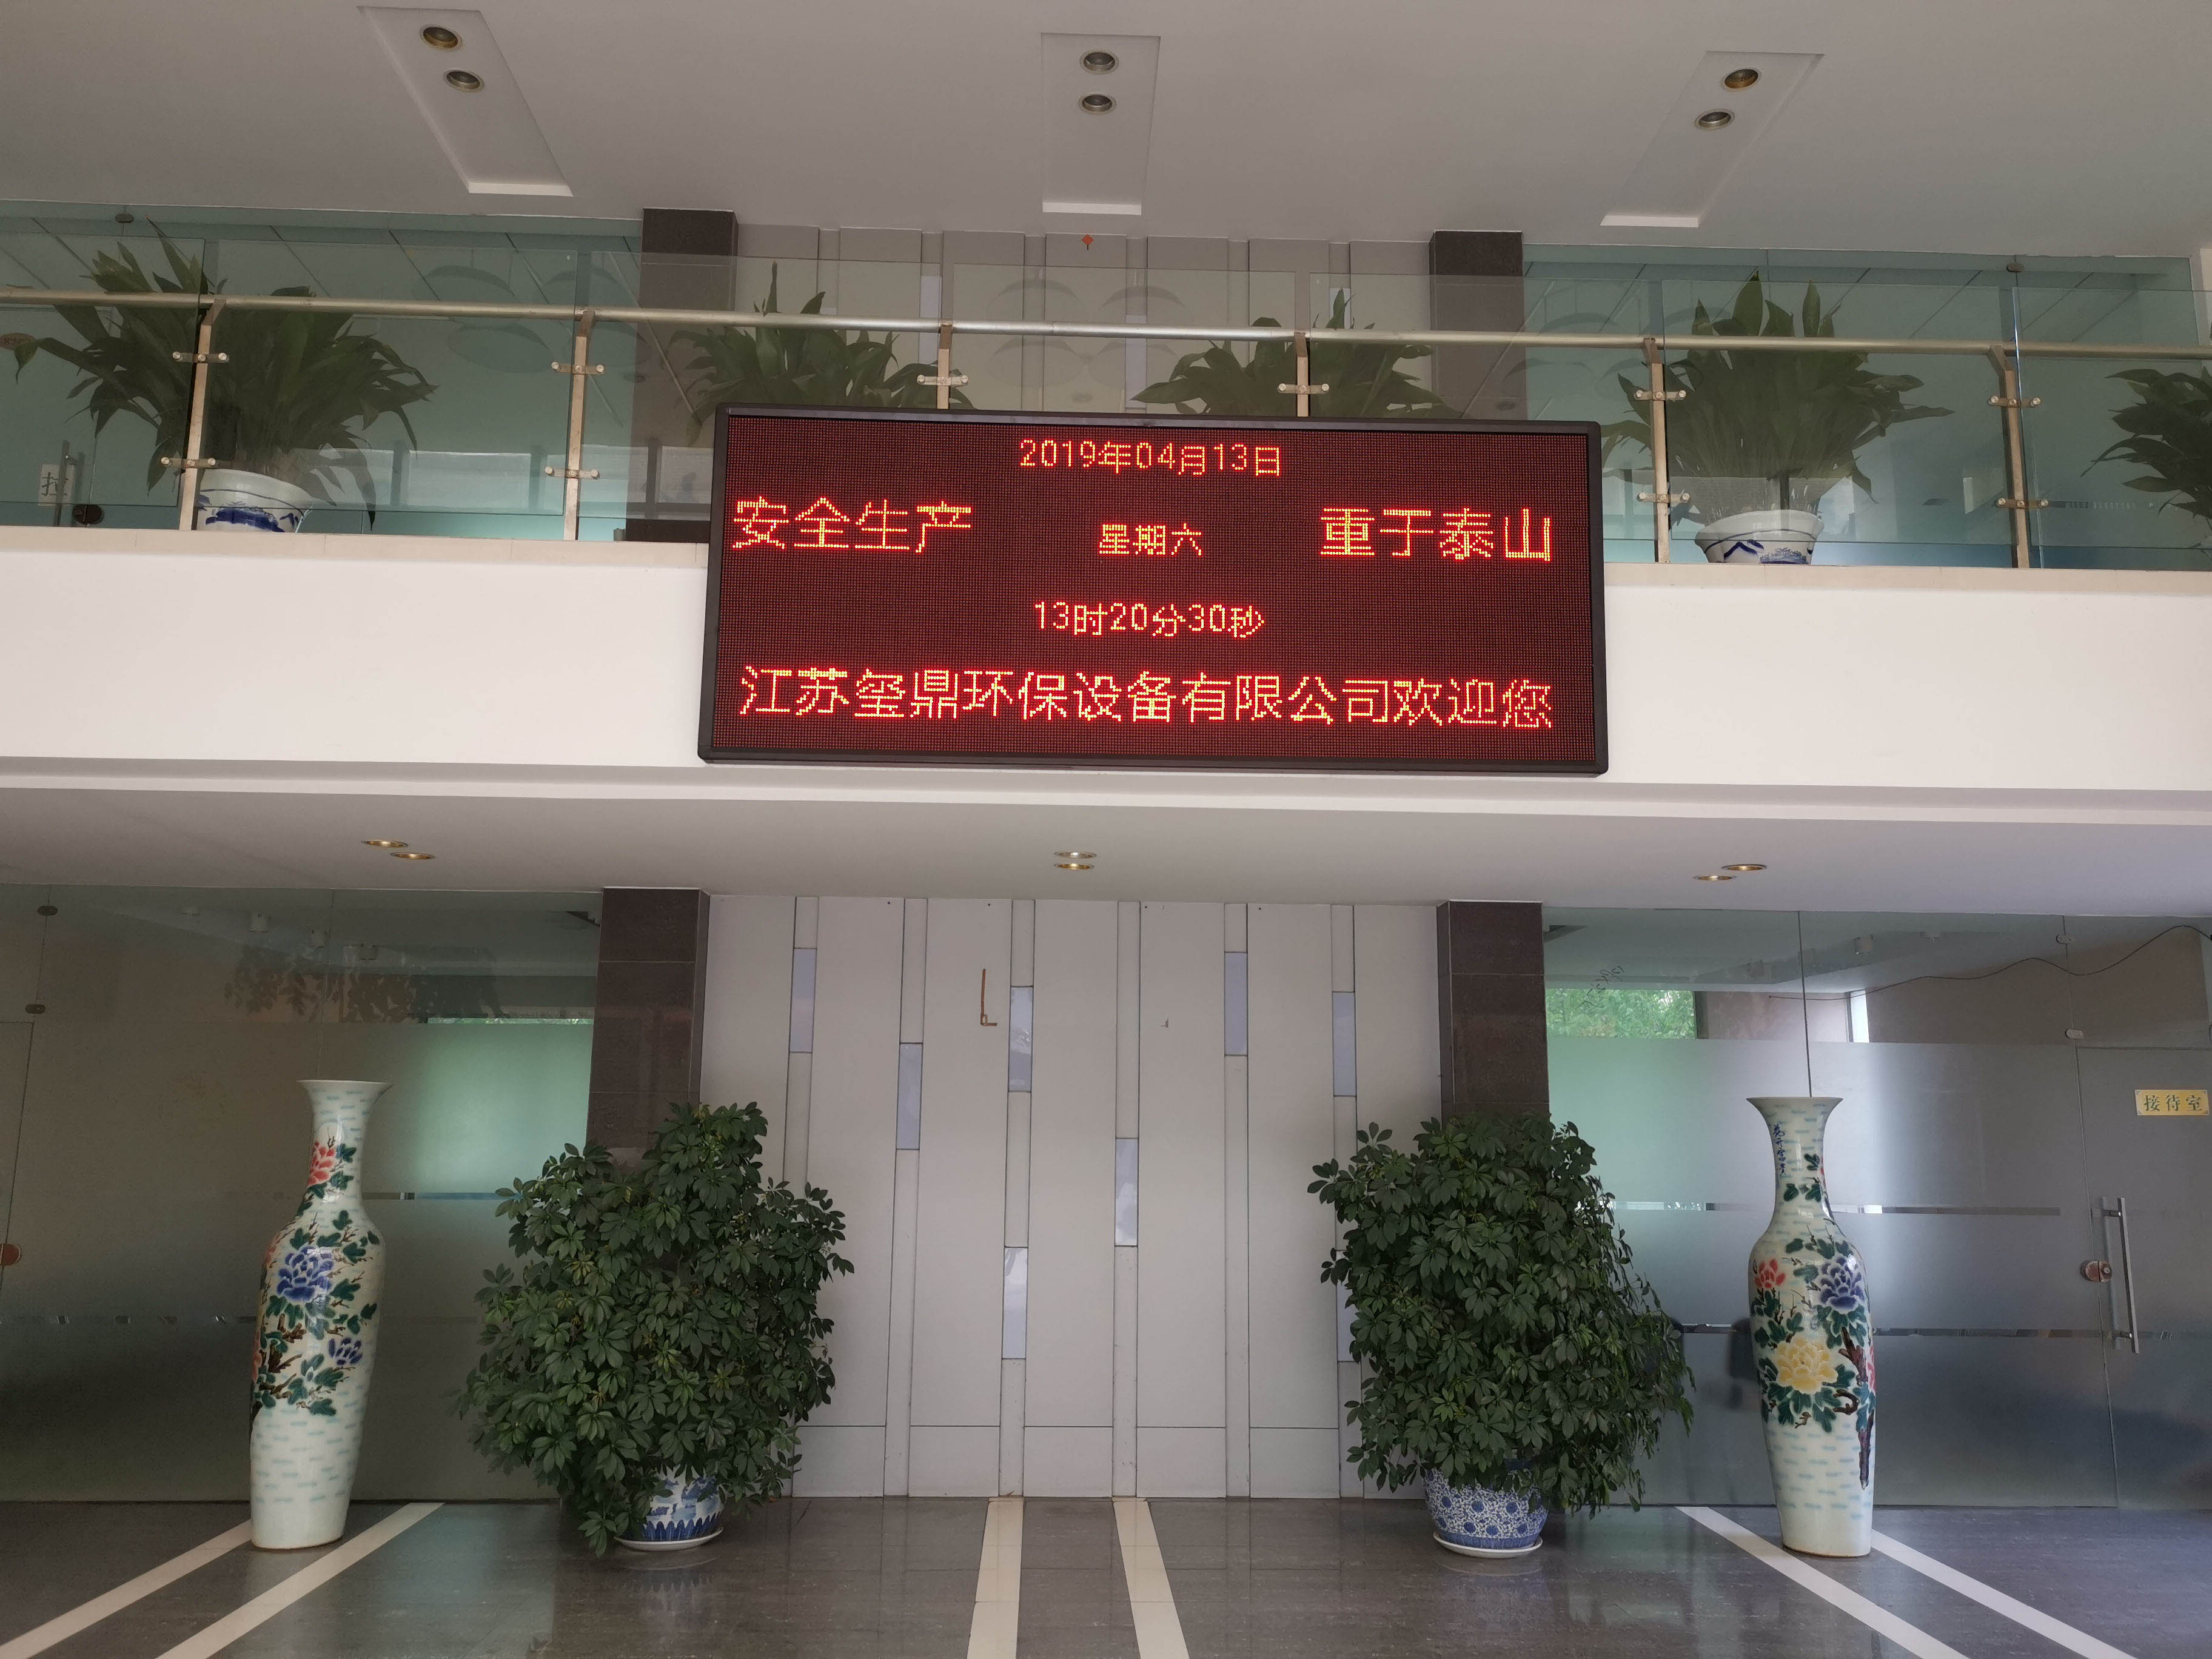 2019年04月13日
安全生产 星期六 重于泰山
13时20分30秒
江苏玺鼎环保设备有限公司欢迎您
接待室